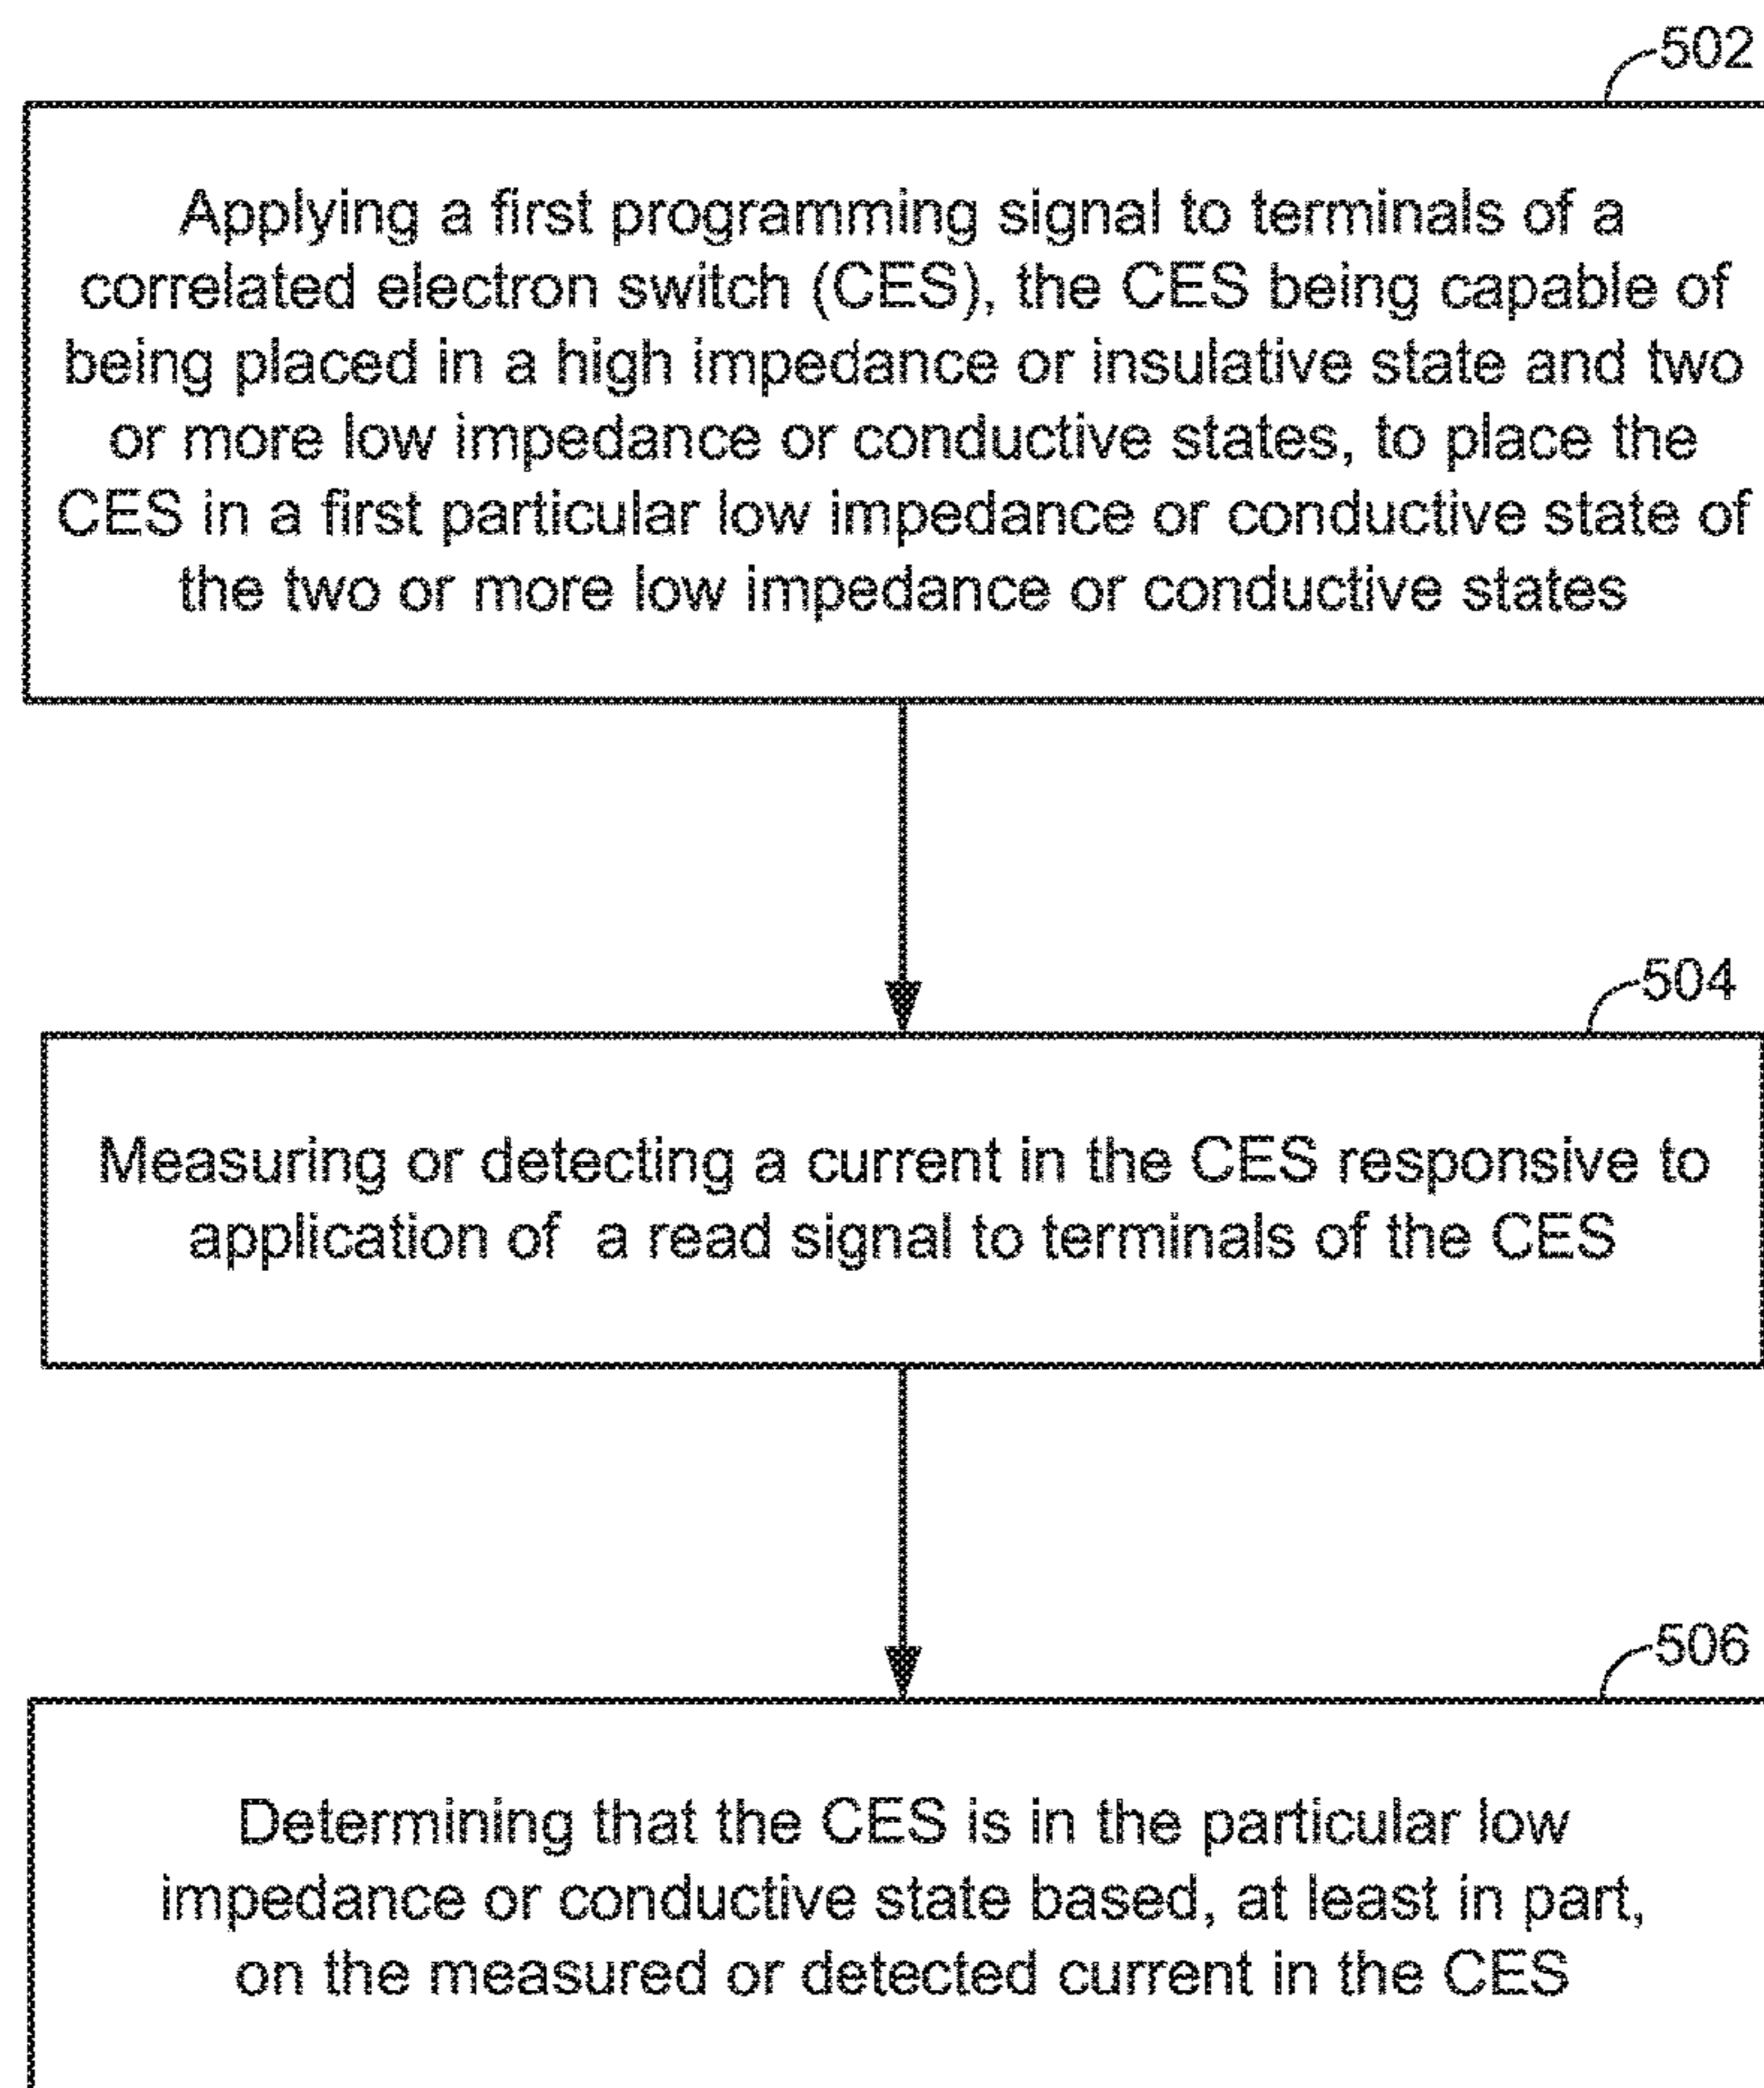 502
Applying a first programming signal to terminals of a
correlated electron switch (CES), the CES being capable of
being placed in a high impedance or insulative state and two
or more low impedance or conductive states, to place the
CES in a first particular low impedance or conductive state of
the two or more low impedance or conductive states
504
Measuring or detecting a current in the CES responsive to
application of a read signal to terminals of the CES
506
Determining that the CES is in the particular low
impedance or conductive state based, at least in part,
on the measured or detected current in the CES